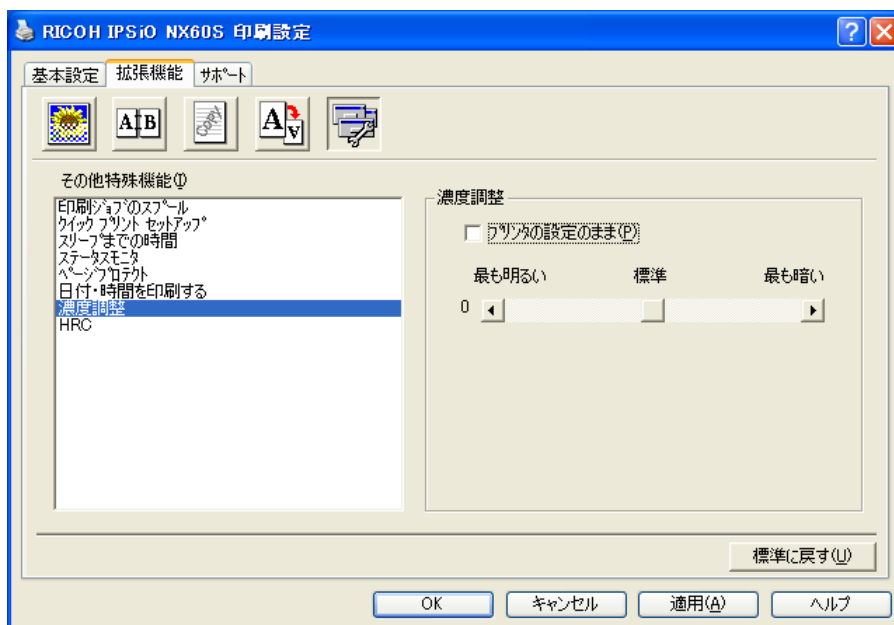 RICOH IPSiO NX60S 印刷設定
基本設定 拡張機能 ｻﾎﾟｰﾄ
A B
copy
A A
その他特殊機能(I)
印刷ｼﾞｮﾌﾞのｽﾌﾟｰﾙ
ｸｲｯｸ ﾌﾟﾘﾝﾄ ｾｯﾄｱｯﾌﾟ
ｽﾘｰﾌﾟまでの時間
ｽﾃｰﾀｽﾓﾆﾀ
ﾍﾟｰｼﾞﾌﾟﾛﾃｸﾄ
日付・時間を印刷する
濃度調整
HRC
濃度調整
ﾌﾟﾘﾝﾀの設定のまま(P)
最も明るい 標準 最も暗い
0
標準に戻す(U)
OK キャンセル 適用(A) ヘルプ